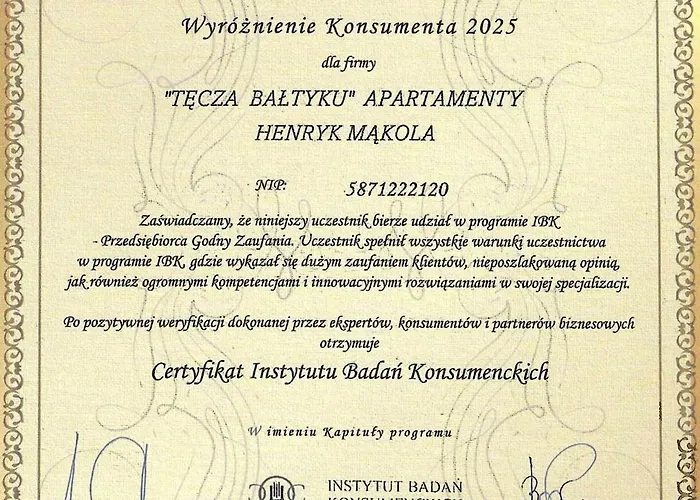 Wyróżnienie Konsumenta 2025
dla firmy
"TĘCZA BAŁTYKU" APARTAMENTY
HENRYK MĄKOLA
NIP: 5871222120
Zaświadczamy, że niniejszy uczestnik bierze udział w programie IBK
- Przedsiębiorca Godny Zaufania. Uczestnik spełnił wszystkie warunki uczestnictwa
w programie IBK, gdzie wykazał się dużym zaufaniem klientów, nieposzlakowaną opinią,
jak również ogromnymi kompetencjami i innowacyjnymi rozwiązaniami w swojej specjalizacji.
Po pozytywnej weryfikacji dokonanej przez ekspertów, konsumentów i partnerów biznesowych
otrzymuje
Certyfikat Instytutu Badań Konsumenckich
W imieniu Kapituły programu
INSTYTUT BADAŃ